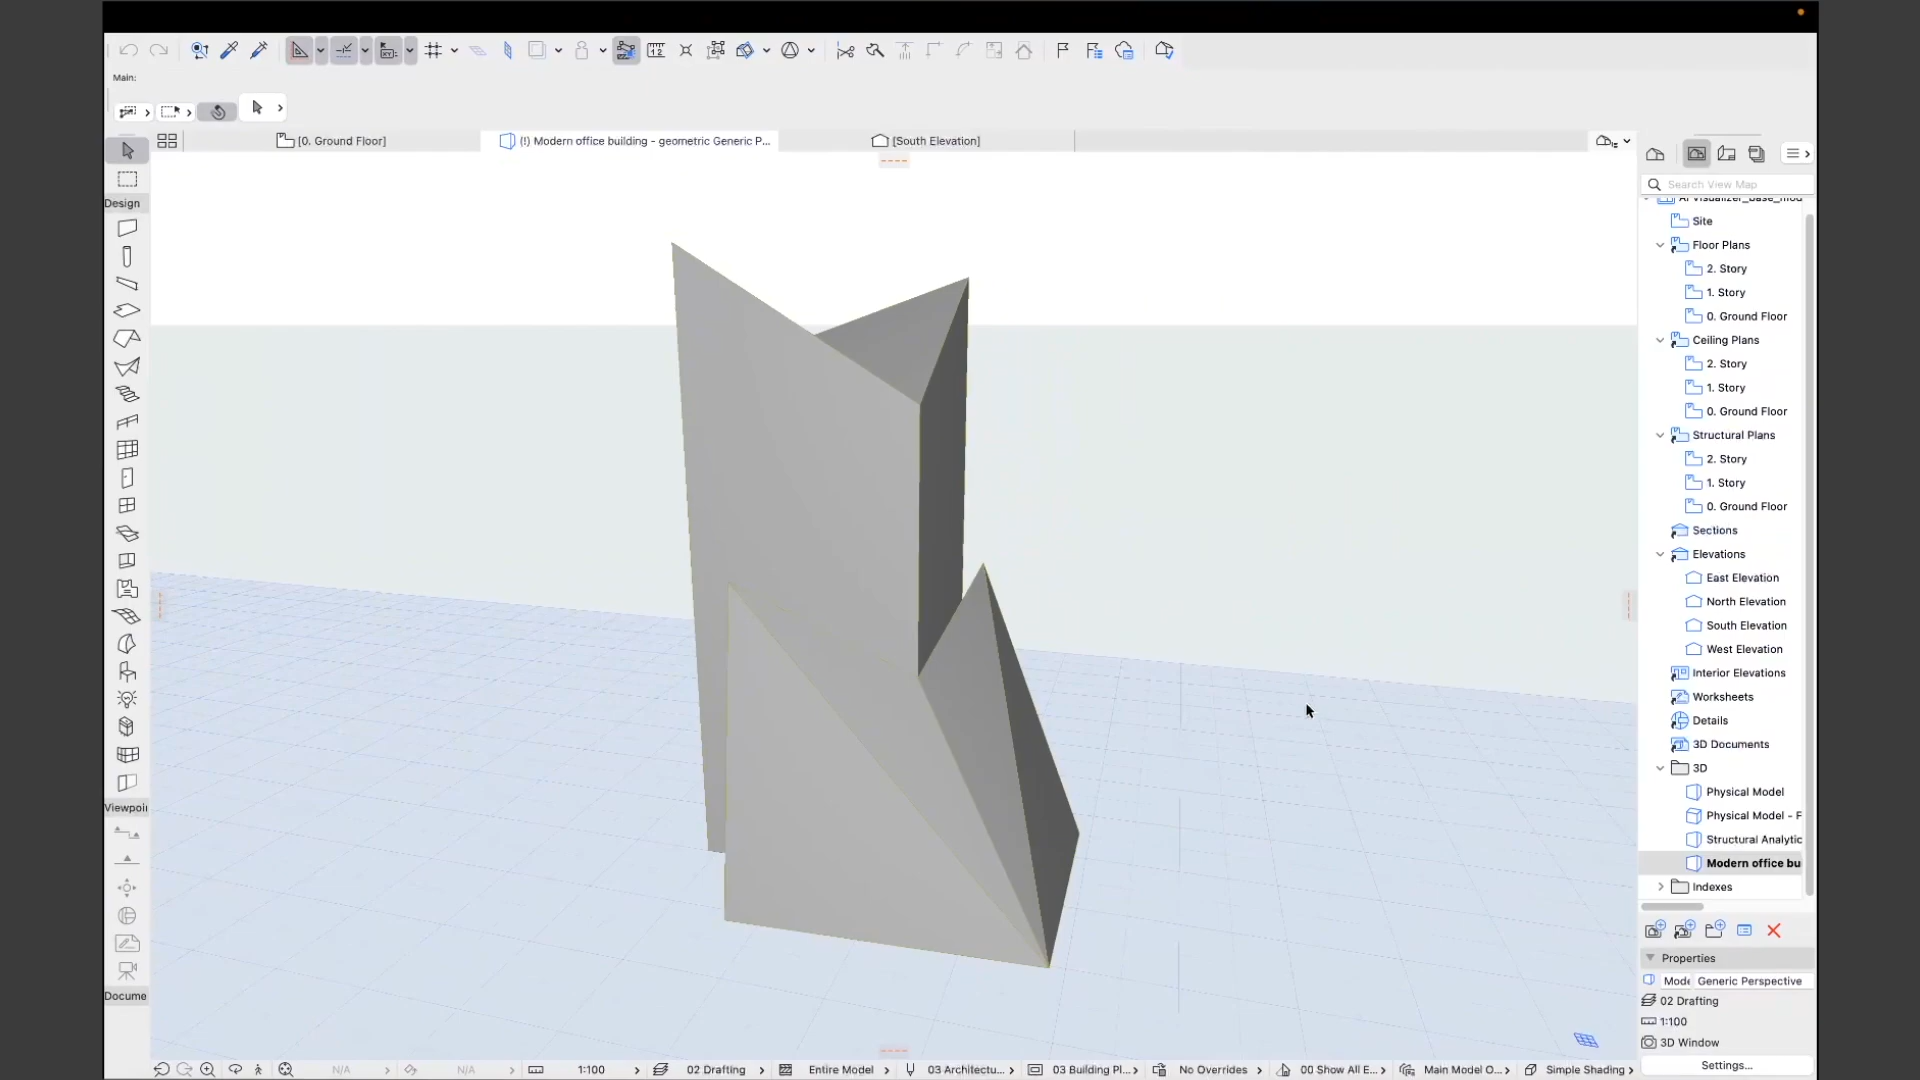 Main:
[0. Ground Floor]
(!) Modern office building - geometric Generic P...
[South Elevation]
Search View Map
Design
Site
Floor Plans
2. Story
1. Story
0. Ground Floor
Ceiling Plans
2. Story
1. Story
0. Ground Floor
Structural Plans
2. Story
1. Story
0. Ground Floor
Sections
Elevations
East Elevation
North Elevation
South Elevation
West Elevation
Interior Elevations
Worksheets
Details
3D Documents
3D
Physical Model
Physical Model - F
Structural Analytic
Modern office bu
Indexes
Viewpoi
Docume
Properties
Mode Generic Perspective
02 Drafting
1:100
3D Window
Settings...
N/A
N/A
1:100
02 Drafting
Entire Model
03 Architectu...
03 Building Pl...
No Overrides
00 Show All E...
Main Model O...
Simple Shading